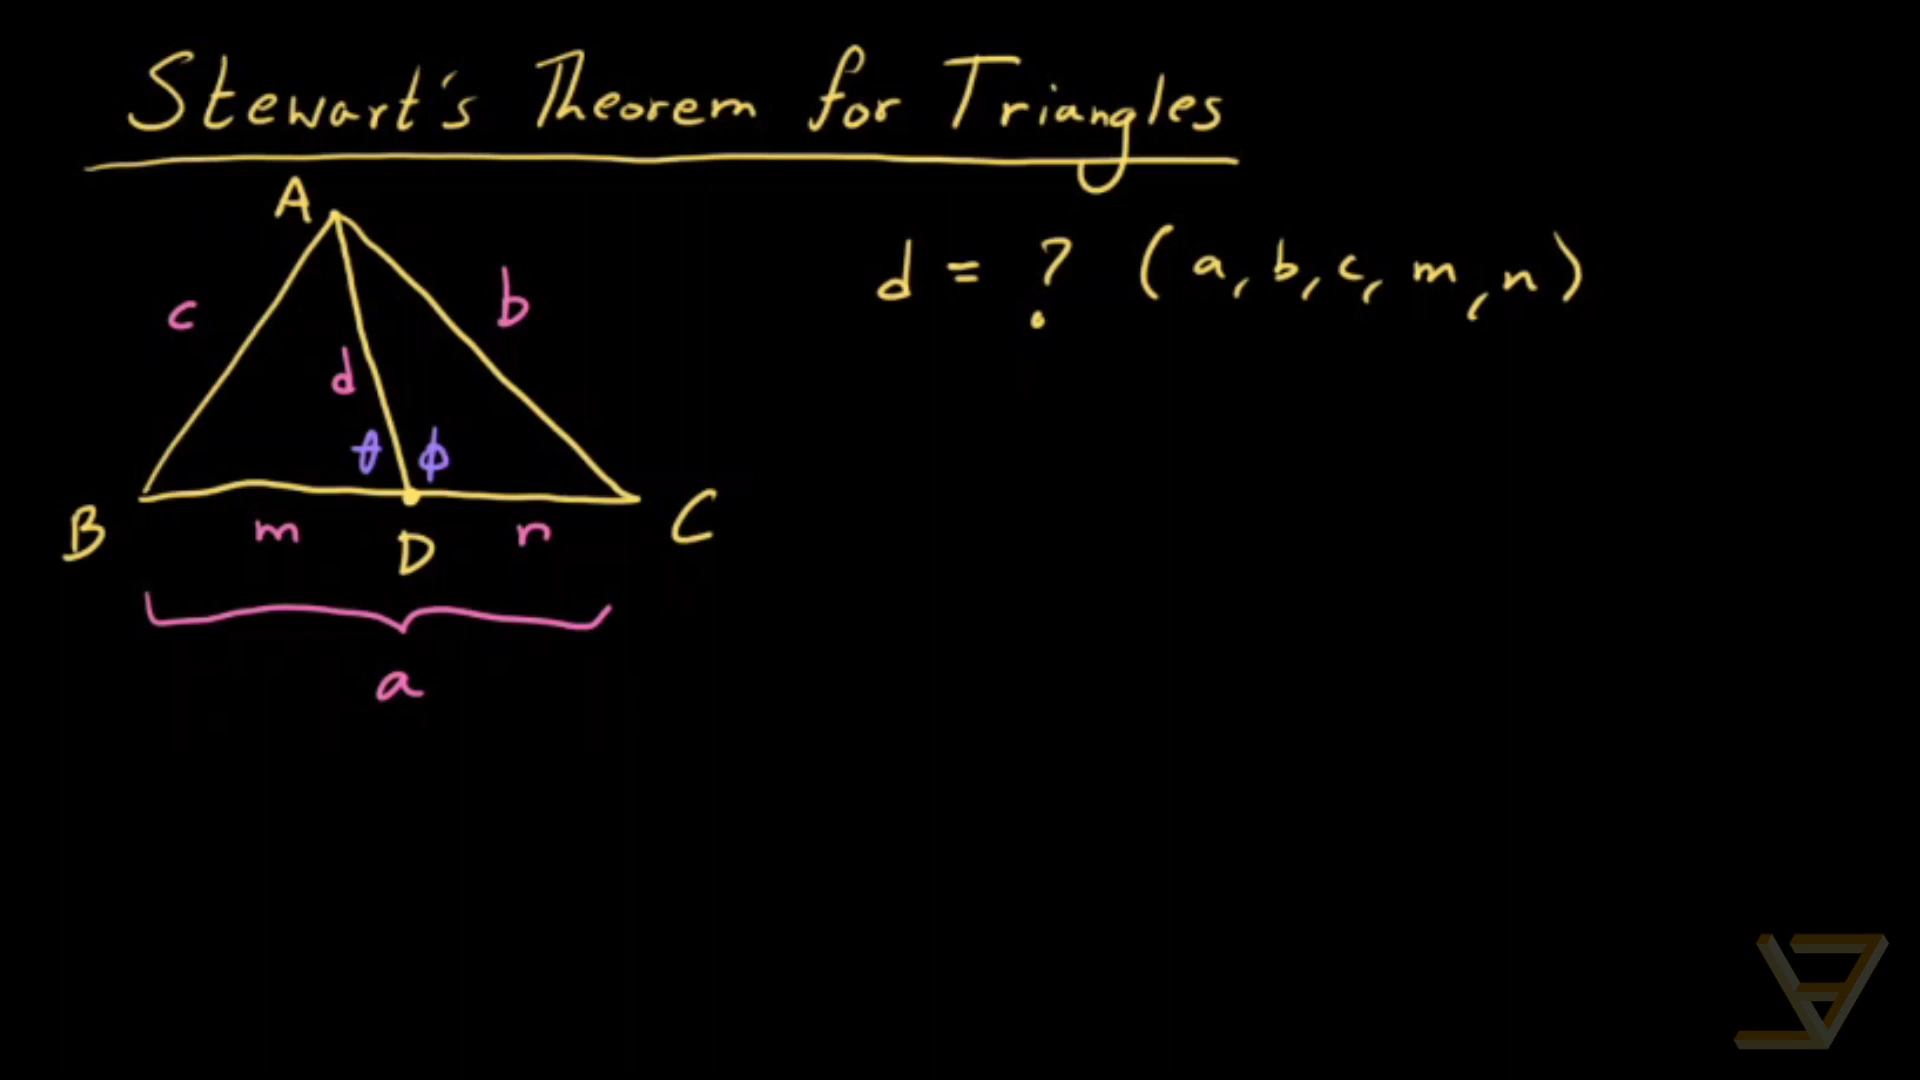 Stewart's Theorem for Triangles
A
d = ? (a, b, c, m, n)
c
b
d
θ φ
B
m
D
n
C
a